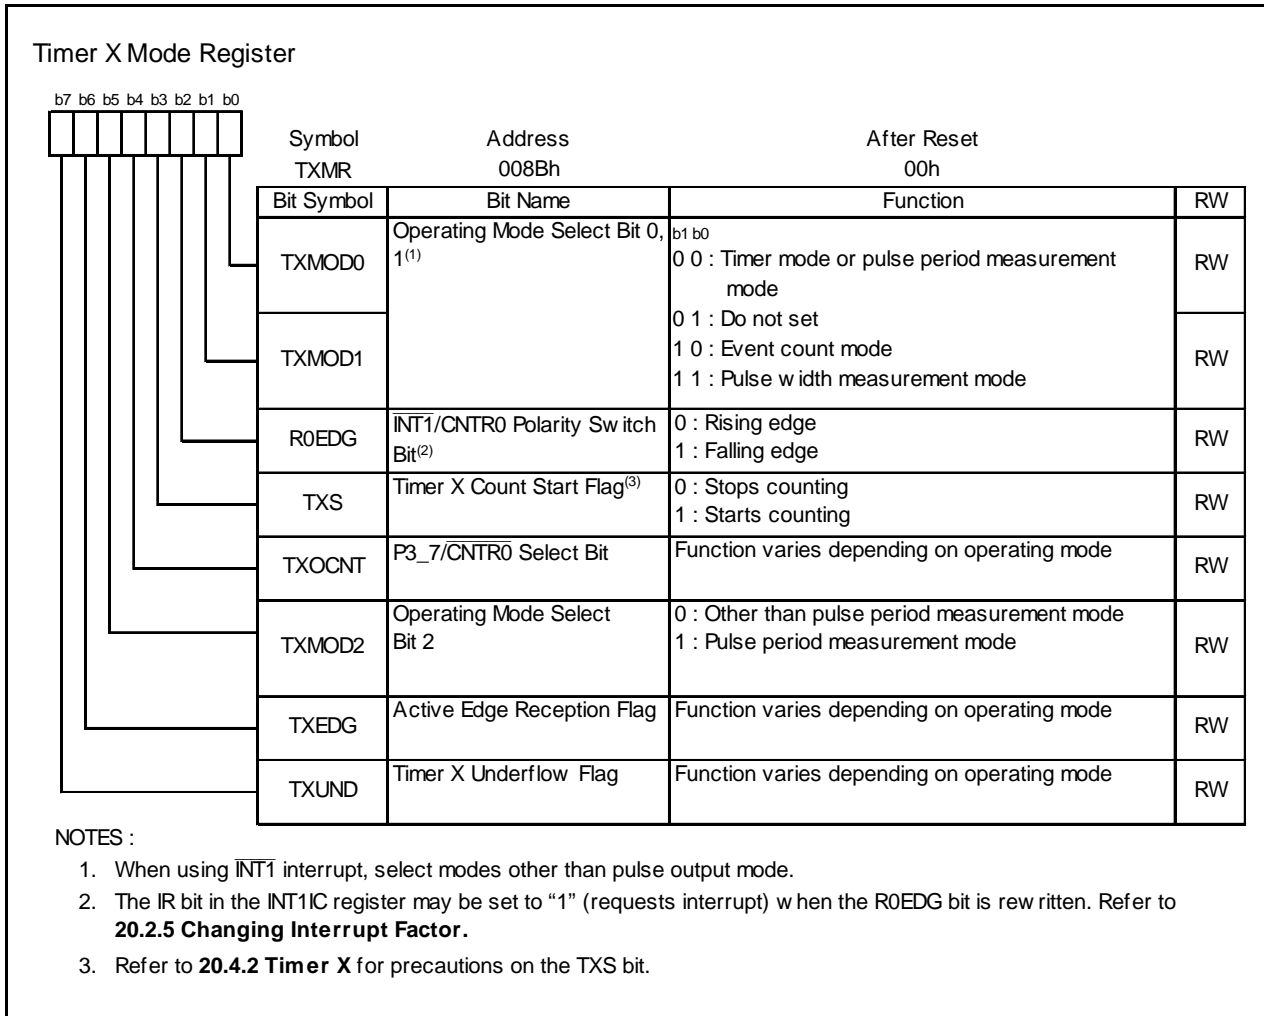 Timer X Mode Register
b7 b6 b5 b4 b3 b2 b1 b0
Symbol Address After Reset
TXMR 008Bh 00h
Bit Symbol Bit Name Function RW
TXMOD0 Operating Mode Select Bit 0, 1(1) b1 b0 RW
0 0 : Timer mode or pulse period measurement
mode
0 1 : Do not set
TXMOD1 1 0 : Event count mode RW
1 1 : Pulse width measurement mode
R0EDG INT1/CNTR0 Polarity Switch 0 : Rising edge RW
Bit(2) 1 : Falling edge
TXS Timer X Count Start Flag(3) 0 : Stops counting RW
1 : Starts counting
TXOCNT P3_7/CNTR0 Select Bit Function varies depending on operating mode RW
TXMOD2 Operating Mode Select 0 : Other than pulse period measurement mode RW
Bit 2 1 : Pulse period measurement mode
TXEDG Active Edge Reception Flag Function varies depending on operating mode RW
TXUND Timer X Underflow Flag Function varies depending on operating mode RW
NOTES :
1. When using INT1 interrupt, select modes other than pulse output mode.
2. The IR bit in the INT1IC register may be set to “1” (requests interrupt) when the R0EDG bit is rewritten. Refer to
20.2.5 Changing Interrupt Factor.
3. Refer to 20.4.2 Timer X for precautions on the TXS bit.